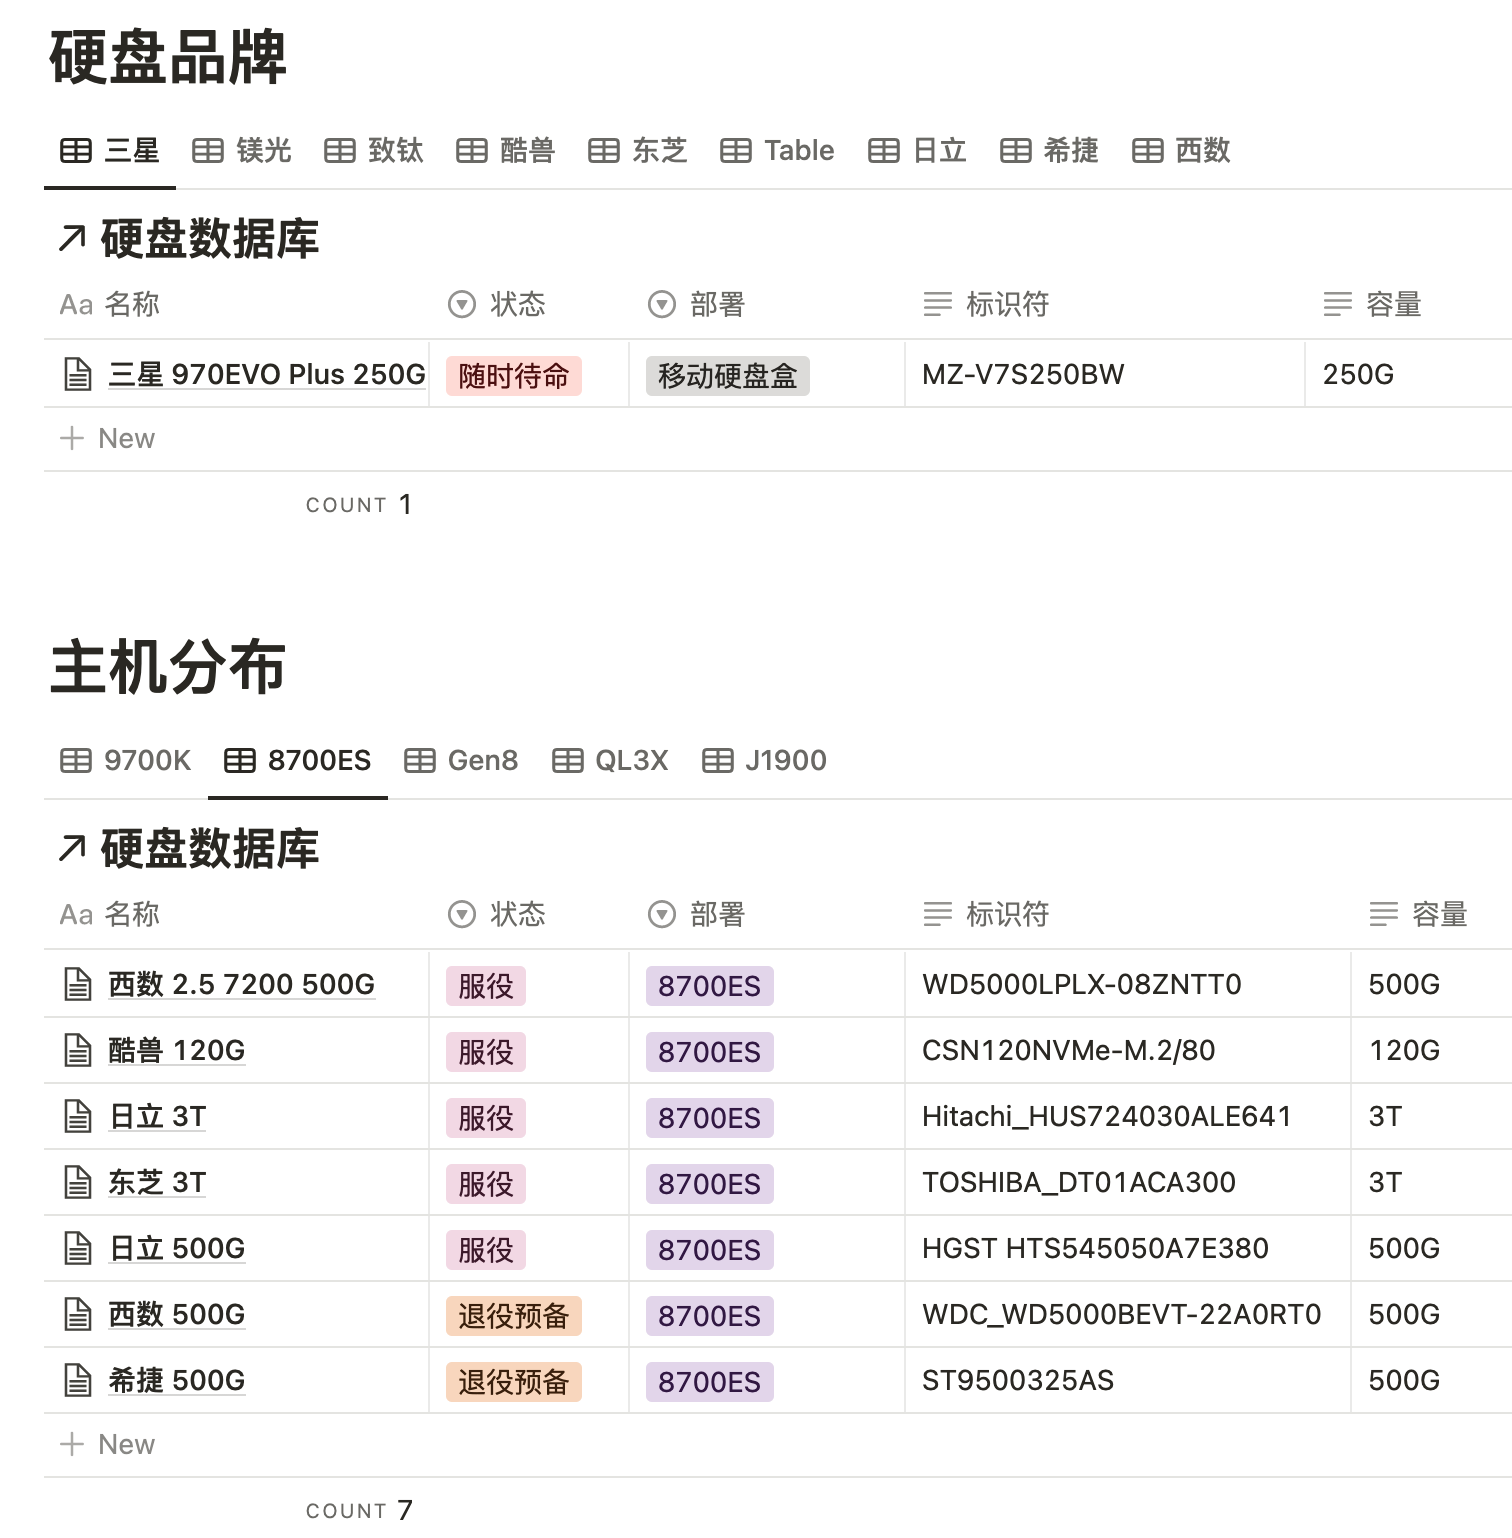 硬盘品牌
三星 镁光 致钛 酷兽 东芝 Table 日立 希捷 西数
硬盘数据库
Aa 名称 状态 部署 标识符 容量
三星 970EVO Plus 250G 随时待命 移动硬盘盒 MZ-V7S250BW 250G
New
COUNT 1
主机分布
9700K 8700ES Gen8 QL3X J1900
硬盘数据库
Aa 名称 状态 部署 标识符 容量
西数 2.5 7200 500G 服役 8700ES WD5000LPLX-08ZNTT0 500G
酷兽 120G 服役 8700ES CSN120NVMe-M.2/80 120G
日立 3T 服役 8700ES Hitachi_HUS724030ALE641 3T
东芝 3T 服役 8700ES TOSHIBA_DT01ACA300 3T
日立 500G 服役 8700ES HGST HTS545050A7E380 500G
西数 500G 退役预备 8700ES WDC_WD5000BEVT-22A0RT0 500G
希捷 500G 退役预备 8700ES ST9500325AS 500G
New
COUNT 7